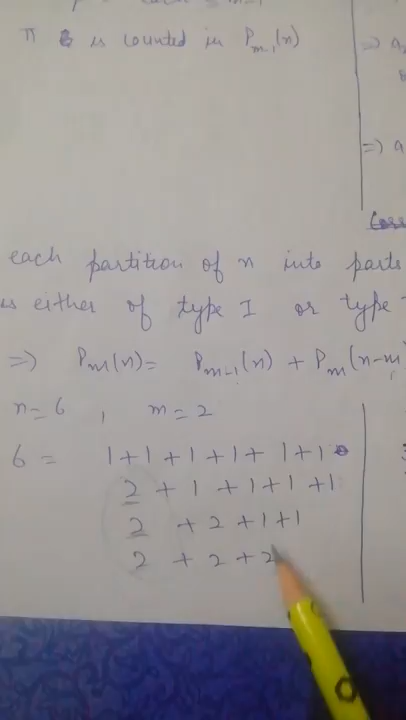 π is counted in P_{m-1}(n)
each partition of n into parts
is either of type I or type
=> P_m(n) = P_{m-1}(n) + P_m(n-m)
n=6 , m=2
6 = 1+1+1+1+1+1
2 + 1 +1+1+1
2 +2+1+1
2 + 2+2